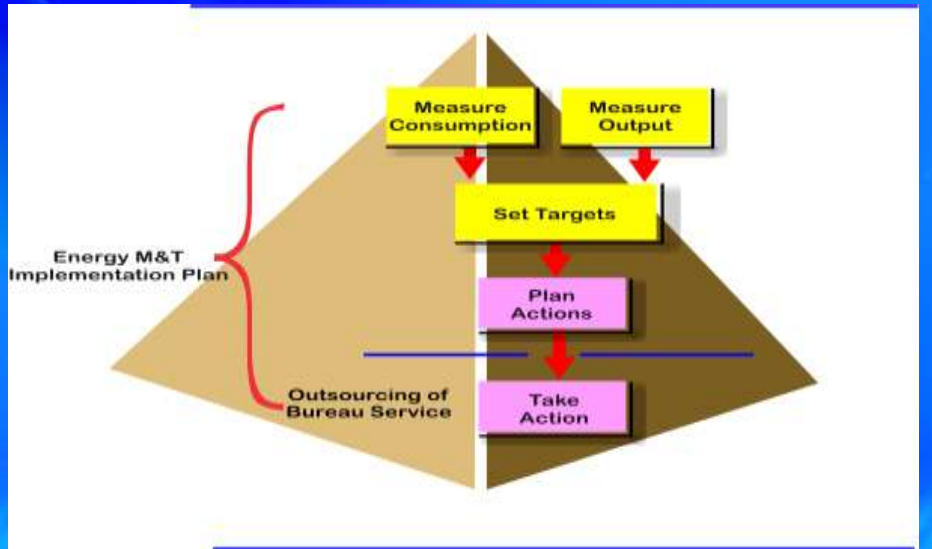 Measure
Consumption
Measure
Output
Set Targets
Energy M&T
Implementation Plan
Plan
Actions
Outsourcing of
Bureau Service
Take
Action